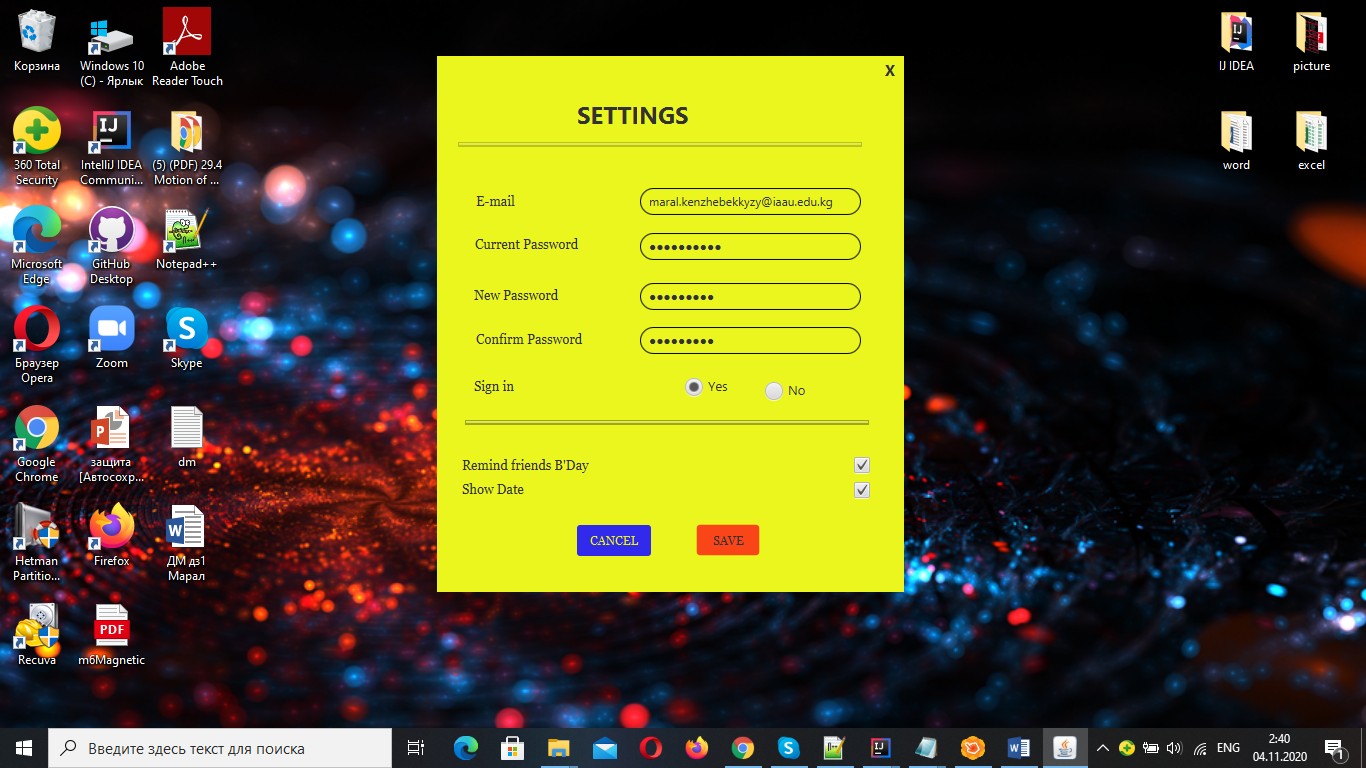 Корзина
Windows 10
(C) - Ярлык
Adobe
Reader Touch
IJ IDEA
picture
360 Total
Security
IJ
IntelliJ IDEA
Communi...
(5) (PDF) 29.4
Motion of ...
word
excel
Microsoft
Edge
GitHub
Desktop
Notepad++
Браузер
Opera
Zoom
Skype
Google
Chrome
защита
[Автосохр...
dm
Hetman
Partitio...
Firefox
ДМ дз1
Марал
Recuva
PDF
m6Magnetic
X
SETTINGS
E-mail
maral.kenzhebekkyzy@iaau.edu.kg
Current Password
••••••••••
New Password
•••••••••
Confirm Password
•••••••••
Sign in
Yes
No
Remind friends B'Day
Show Date
CANCEL
SAVE
Введите здесь текст для поиска
ENG
2:40
04.11.2020
1